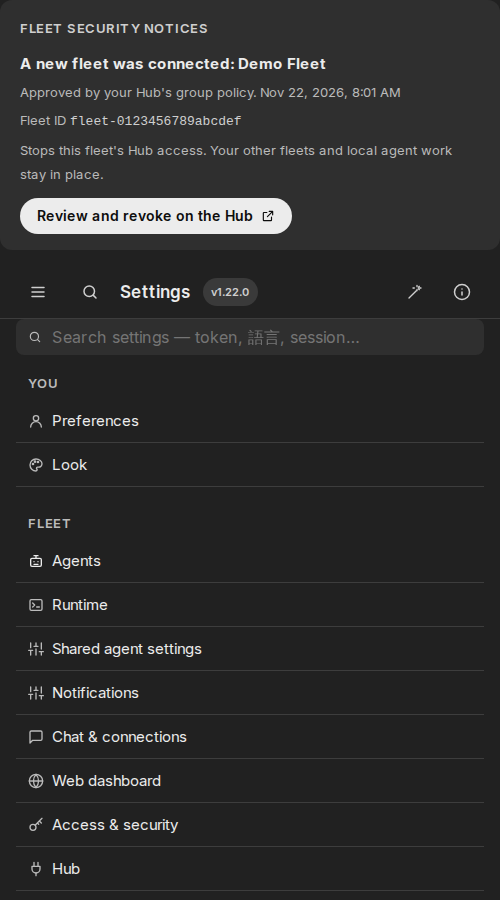 FLEET SECURITY NOTICES
A new fleet was connected: Demo Fleet
Approved by your Hub's group policy. Nov 22, 2026, 8:01 AM
Fleet ID fleet-0123456789abcdef
Stops this fleet's Hub access. Your other fleets and local agent work
stay in place.
Review and revoke on the Hub
Settings v1.22.0
Search settings — token, 語言, session...
YOU
Preferences
Look
FLEET
Agents
Runtime
Shared agent settings
Notifications
Chat & connections
Web dashboard
Access & security
Hub